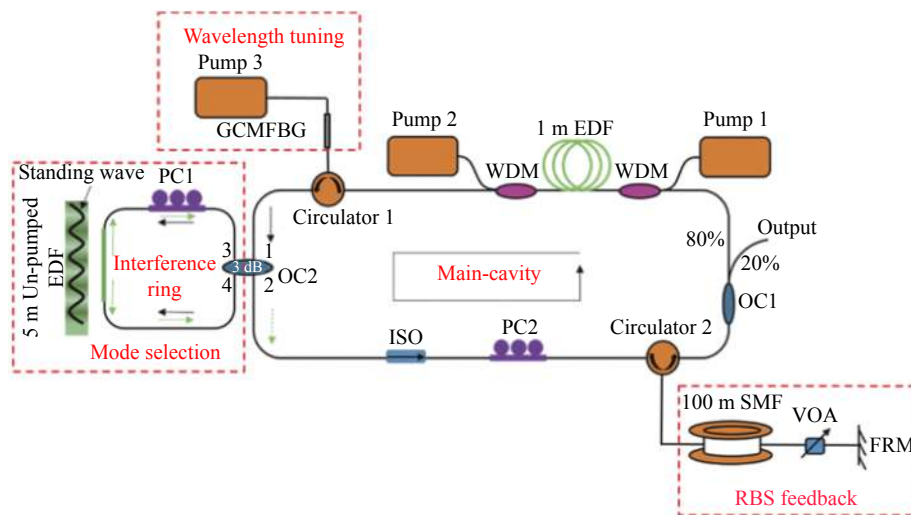 Wavelength tuning
Pump 3
GCMFBG
Circulator 1
Pump 2
1 m EDF
Pump 1
WDM
WDM
Standing wave
PC1
5 m Un-pumped
EDF
Interference
ring
3
4
3 dB
1
2
OC2
Mode selection
Main-cavity
80%
Output
20%
OC1
ISO
PC2
Circulator 2
100 m SMF
VOA
FRM
RBS feedback